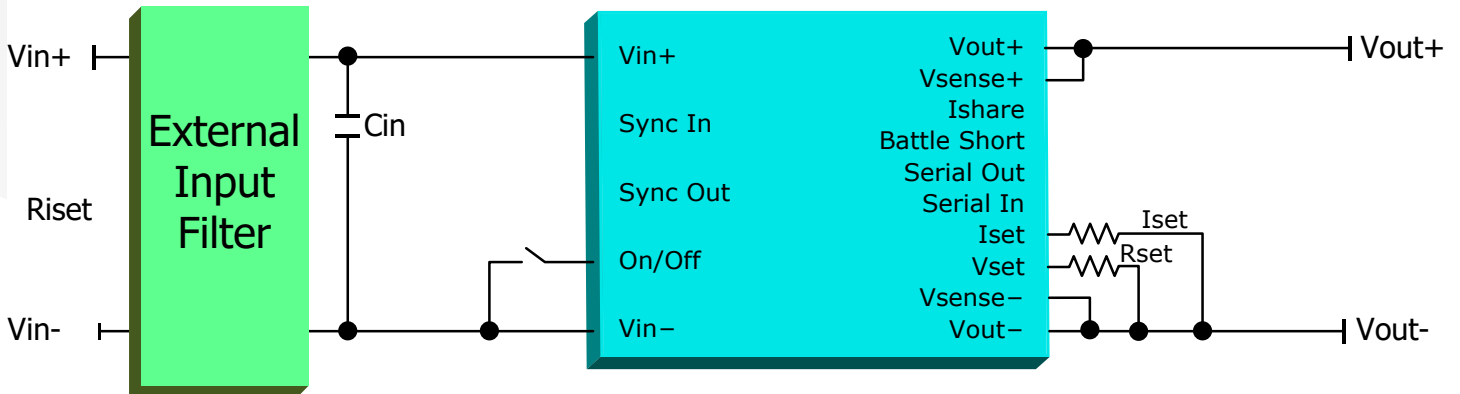 Vin+
Riset
Vin-
External
Input
Filter
Cin
Vin+
Sync In
Sync Out
On/Off
Vin−
Vout+
Vsense+
Ishare
Battle Short
Serial Out
Serial In
Iset
Vset
Vsense−
Vout−
Iset
Rset
Vout+
Vout-